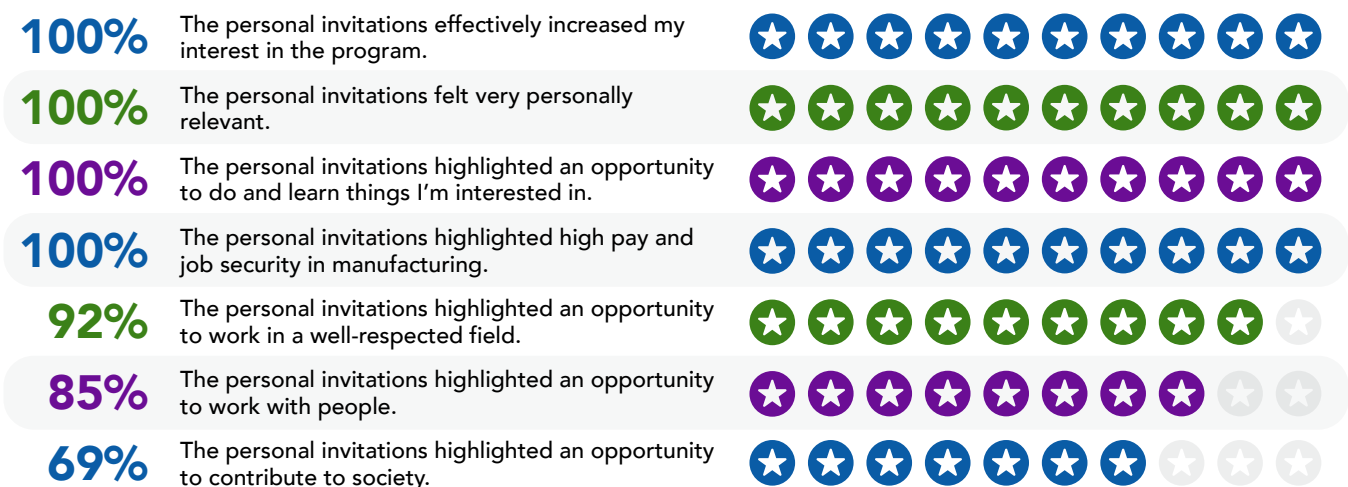 100%
The personal invitations effectively increased my
interest in the program.
100%
The personal invitations felt very personally
relevant.
100%
The personal invitations highlighted an opportunity
to do and learn things I’m interested in.
100%
The personal invitations highlighted high pay and
job security in manufacturing.
92%
The personal invitations highlighted an opportunity
to work in a well-respected field.
85%
The personal invitations highlighted an opportunity
to work with people.
69%
The personal invitations highlighted an opportunity
to contribute to society.